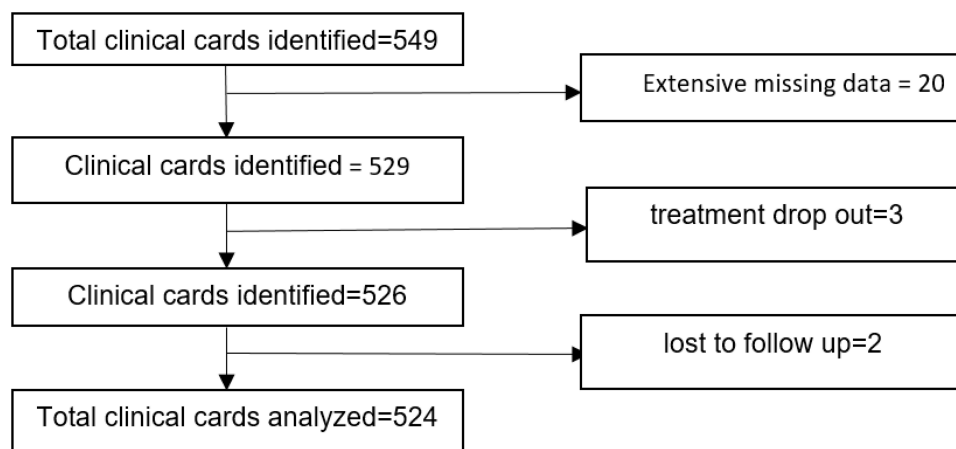 Total clinical cards identified=549
Extensive missing data = 20
Clinical cards identified = 529
treatment drop out=3
Clinical cards identified=526
lost to follow up=2
Total clinical cards analyzed=524